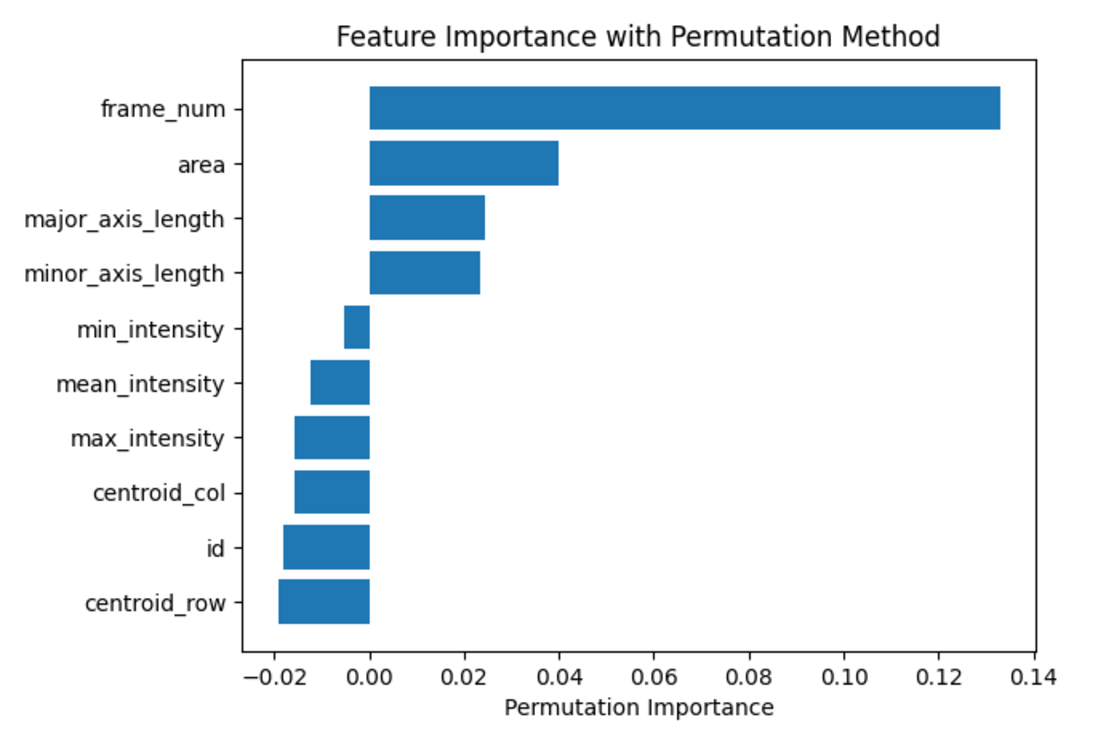 Feature Importance with Permutation Method
frame_num
area
major_axis_length
minor_axis_length
min_intensity
mean_intensity
max_intensity
centroid_col
id
centroid_row
−0.02 0.00 0.02 0.04 0.06 0.08 0.10 0.12 0.14
Permutation Importance